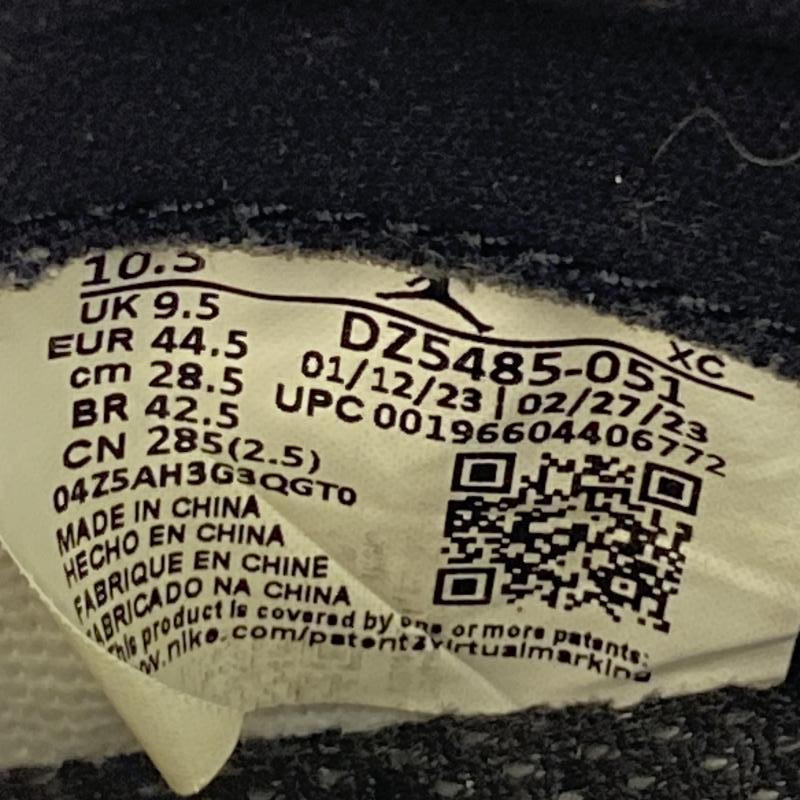 10.5
UK 9.5
EUR 44.5
cm 28.5
BR 42.5
CN 285(2.5)
04Z5AH3G3QGT0
XC
DZ5485-051
01/12/23 | 02/27/23
UPC 00196604406772
MADE IN CHINA
HECHO EN CHINA
FABRIQUE EN CHINE
FABRICADO NA CHINA
This product is covered by one or more patents:
www.nike.com/patents/virtualmarking